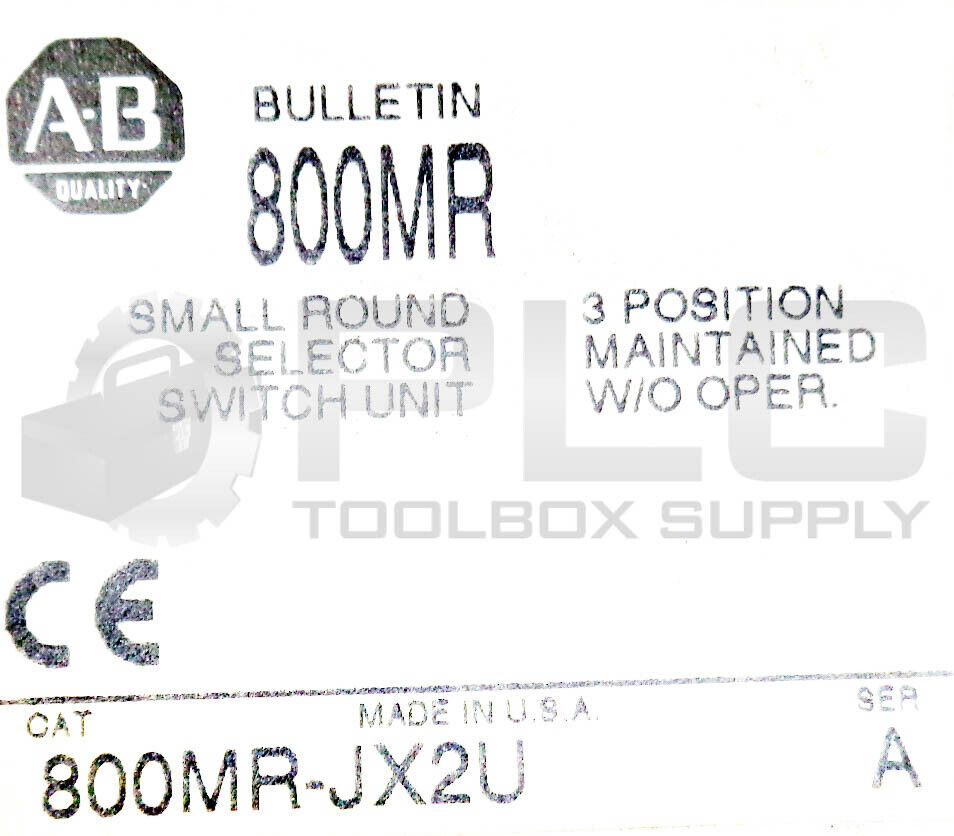 A·B
QUALITY
BULLETIN
800MR
SMALL ROUND
SELECTOR
SWITCH UNIT
3 POSITION
MAINTAINED
W/O OPER.
PLC
TOOLBOX SUPPLY
CE
CAT
MADE IN U.S.A.
SER
800MR-JX2U
A